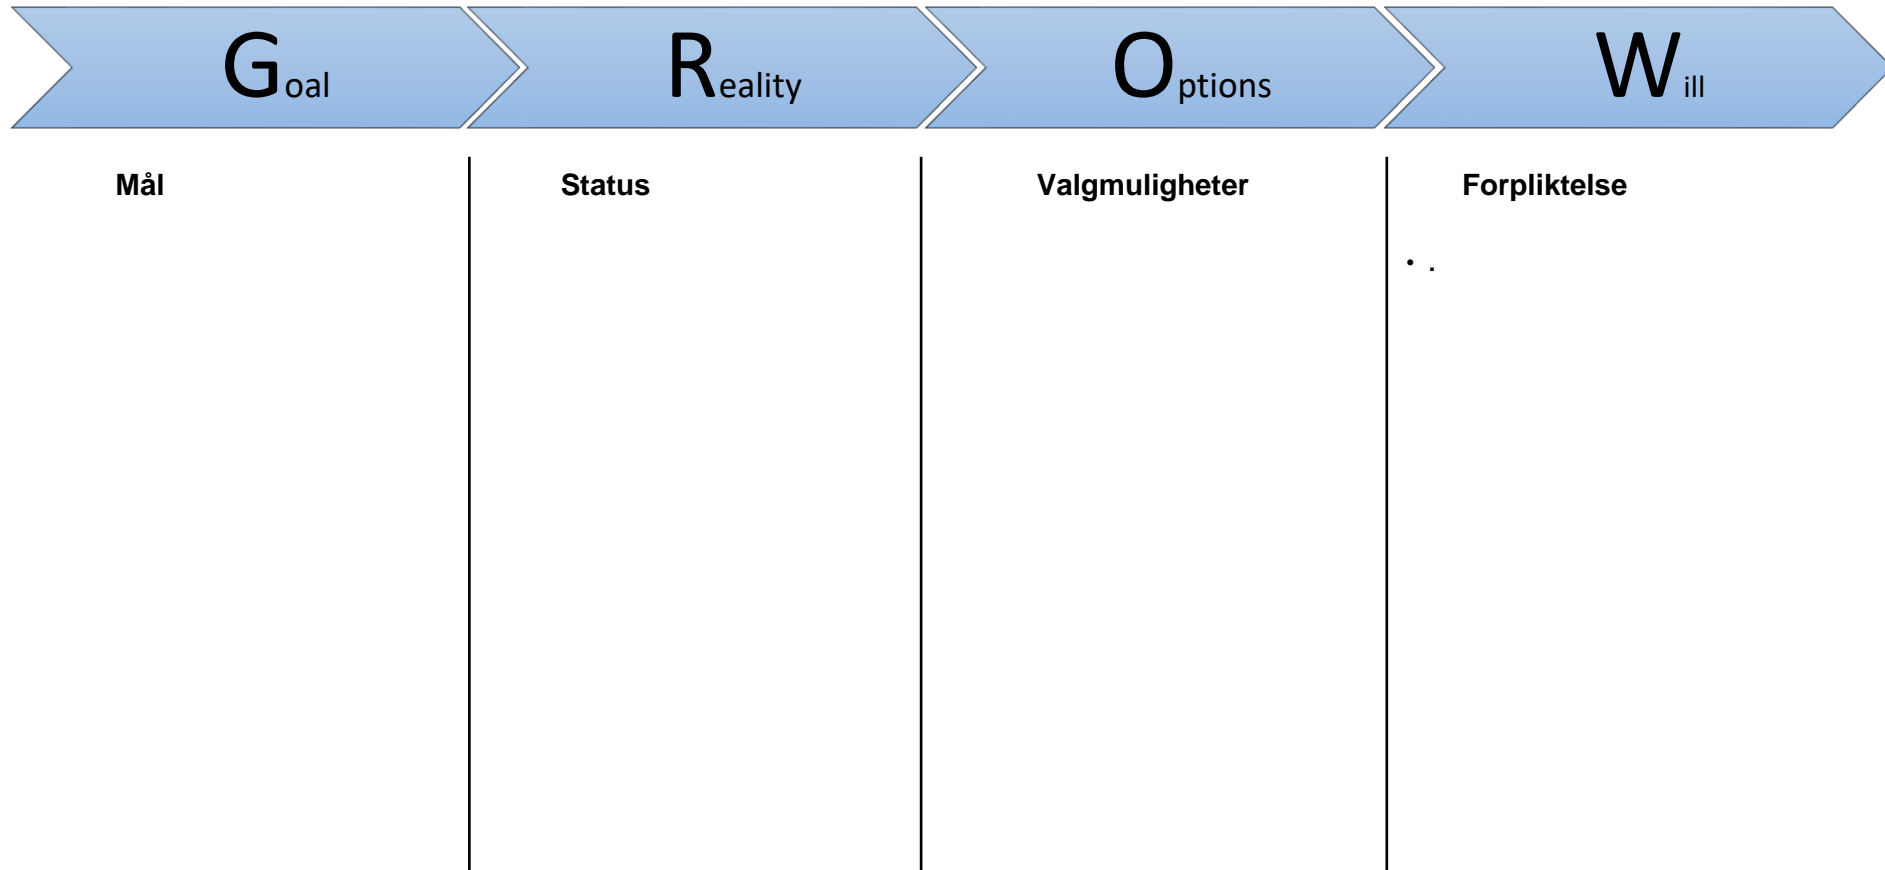 Goal
Reality
Options
Will
Mål
Status
Valgmuligheter
Forpliktelse
• .